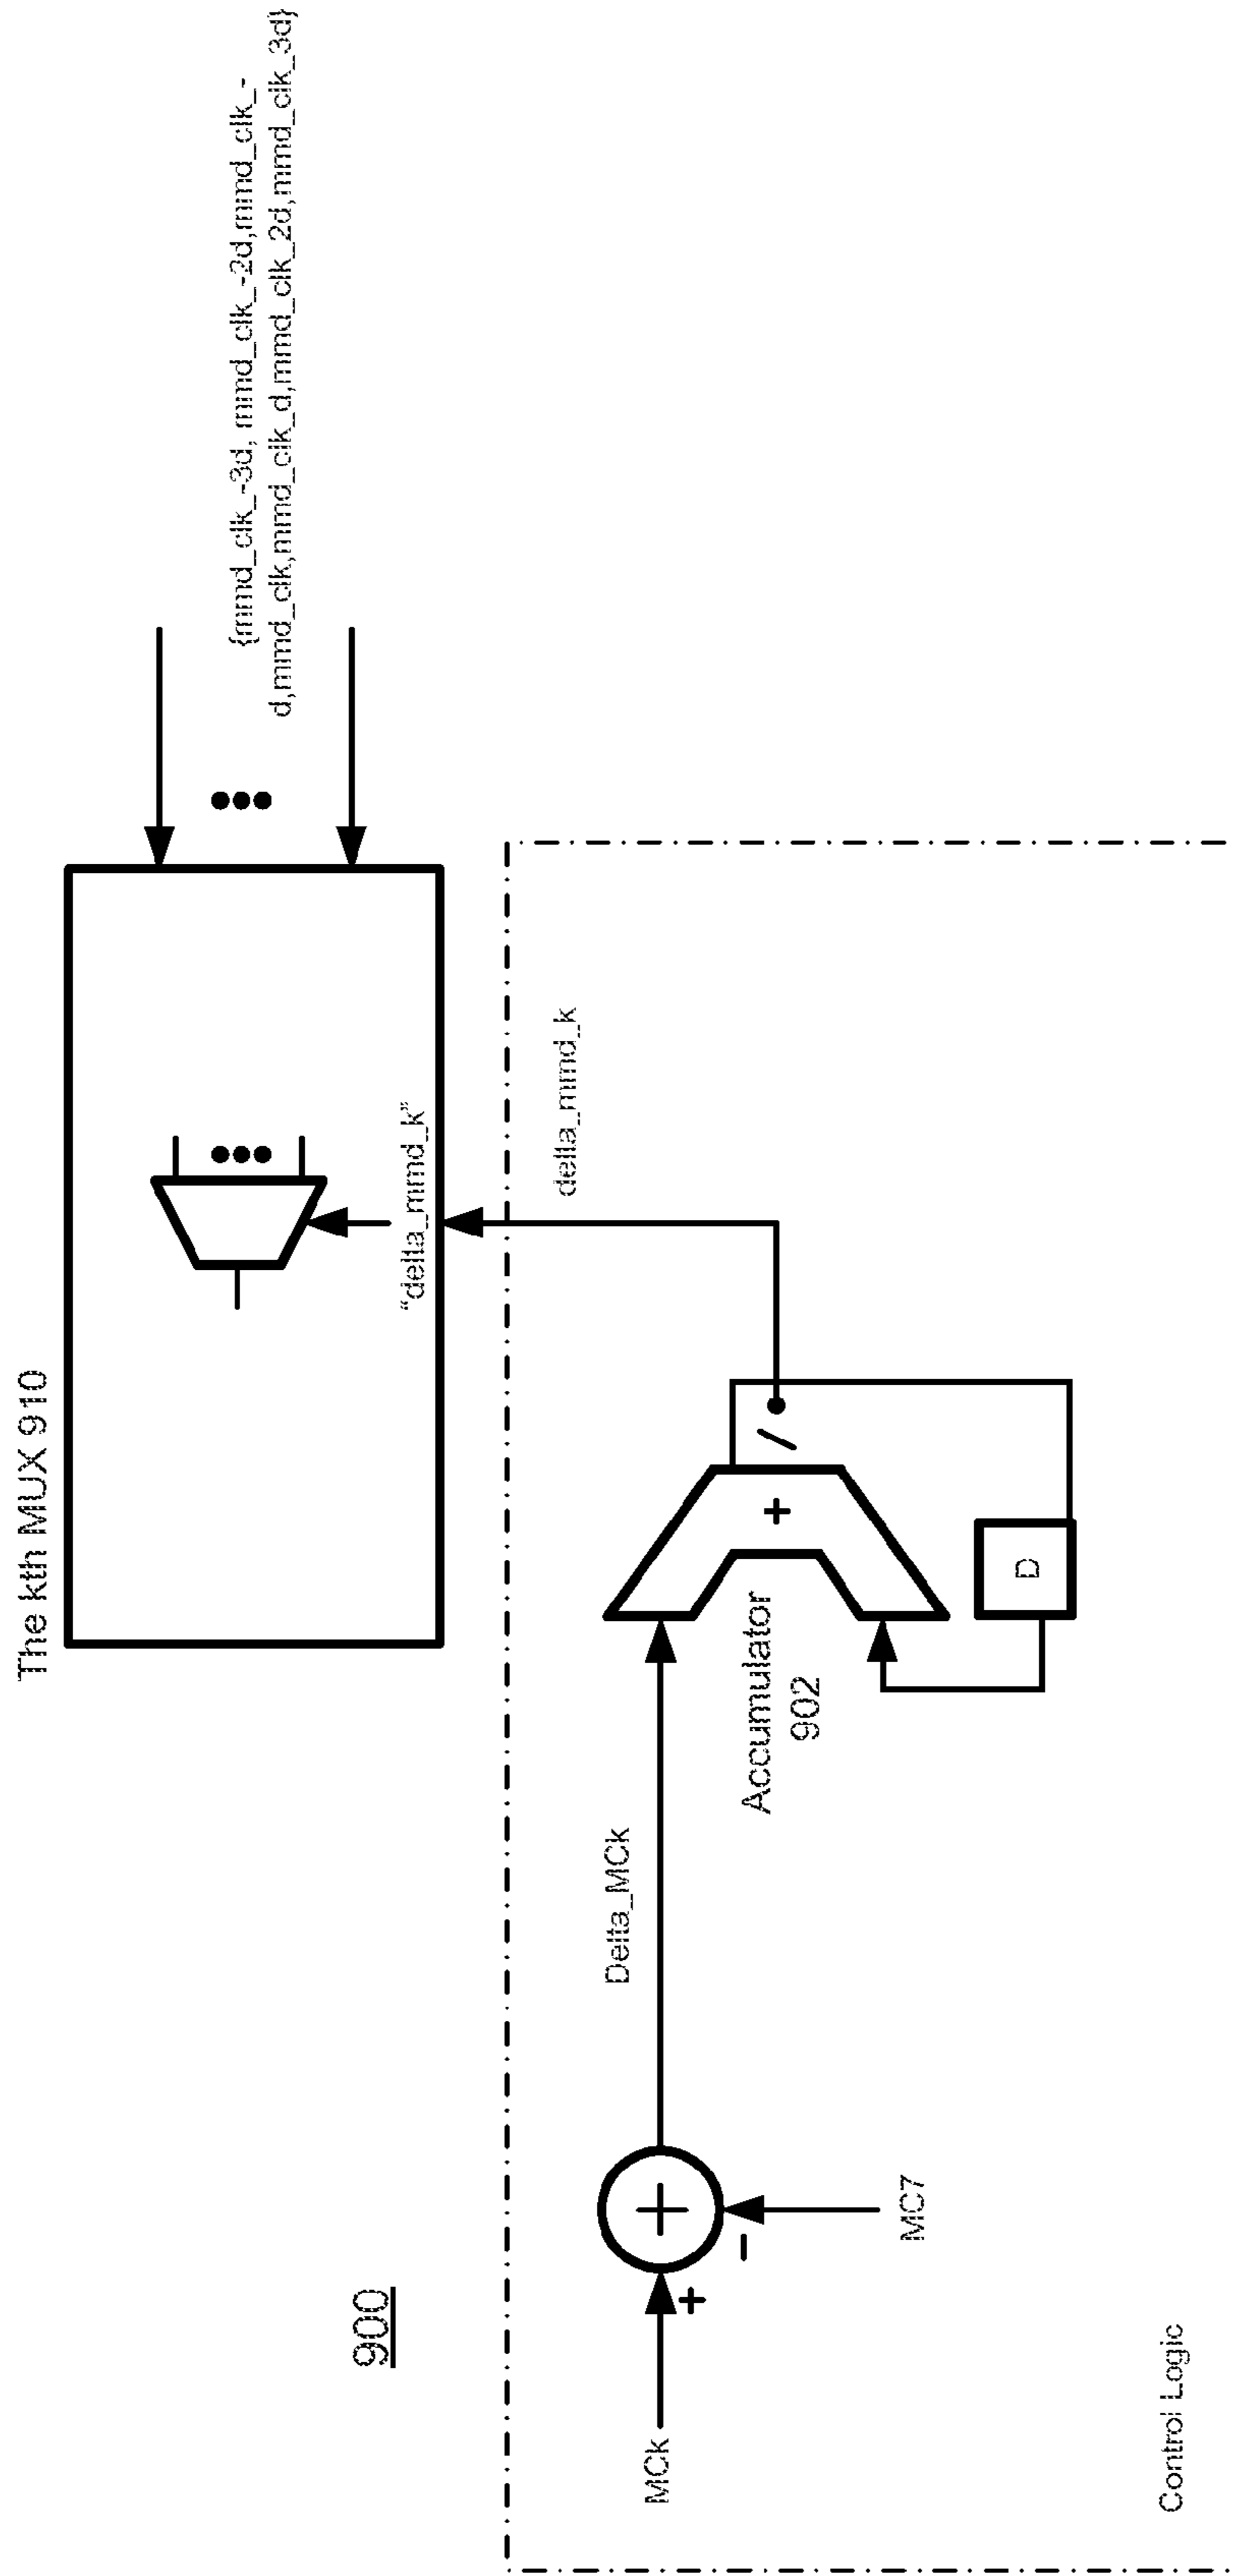 The kth MUX 910
{mmd_clk_-3d, mmd_clk_-2d,mmd_clk_-
d,mmd_clk,mmd_clk_d,mmd_clk_2d,mmd_clk_3d}
"delta_mmd_k"
900
delta_mmd_k
Delta_MCk
MCk
+
+
-
MC7
Accumulator
902
+
D
Control Logic